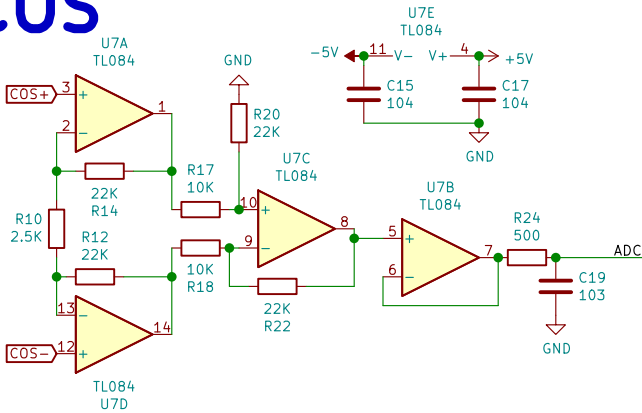 cus
U7A
TL084
COS+
3
+
2
−
1
22K
R14
R10
2.5K
R12
22K
13
−
12
+
14
COS-
TL084
U7D
GND
R20
22K
R17
10K
10K
R18
U7C
TL084
10
+
9
−
8
22K
R22
U7E
TL084
-5V
11
V-
V+
4
+5V
C15
104
C17
104
GND
U7B
TL084
5
+
6
−
7
R24
500
ADC
C19
103
GND